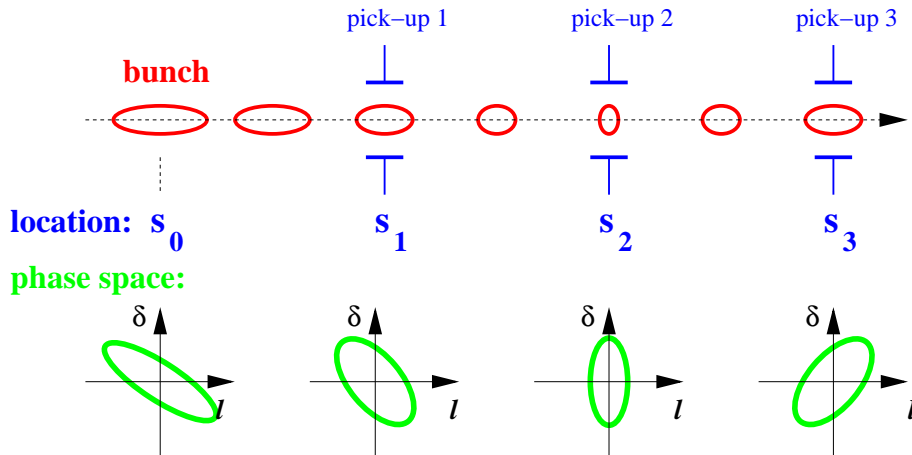 pick-up 1 pick-up 2 pick-up 3
bunch
location: s0 s1 s2 s3
phase space:
δ δ δ δ
l l l l